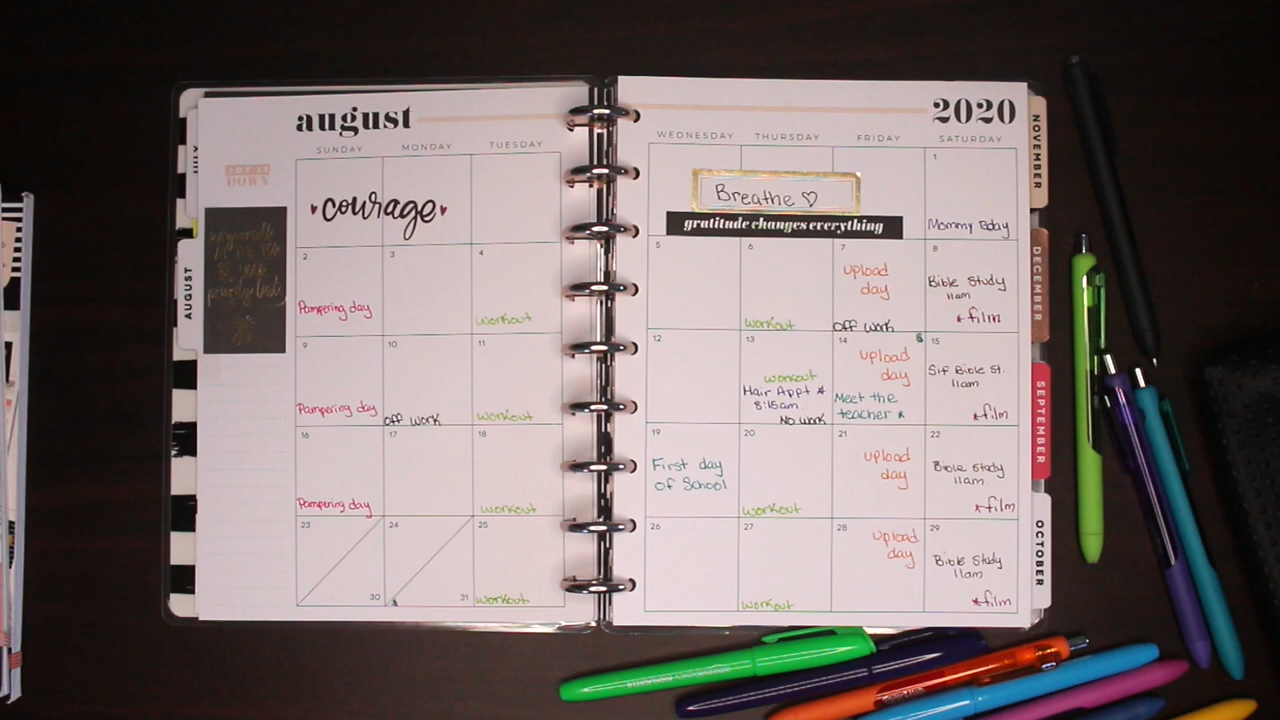 august
2020
SUNDAY MONDAY TUESDAY WEDNESDAY THURSDAY FRIDAY SATURDAY
JOT IT
DOWN
courage
Breathe
gratitude changes everything
1
Mommy Bday
2
Pampering day
3
4
workout
5
6
workout
7
upload
day
off work
8
Bible Study
11am
*film
9
Pampering day
10
off work
11
workout
12
13
workout
Hair Appt *
8:15am
No work
14
upload
day
Meet the
teacher *
15
Bible St.
11am
*film
16
Pampering day
17
18
workout
19
First day
of School
20
workout
21
upload
day
22
Bible Study
11am
*film
23
30
24
31
25
workout
26
27
workout
28
upload
day
29
Bible Study
11am
*film
JULY
AUGUST
NOVEMBER
DECEMBER
SEPTEMBER
OCTOBER